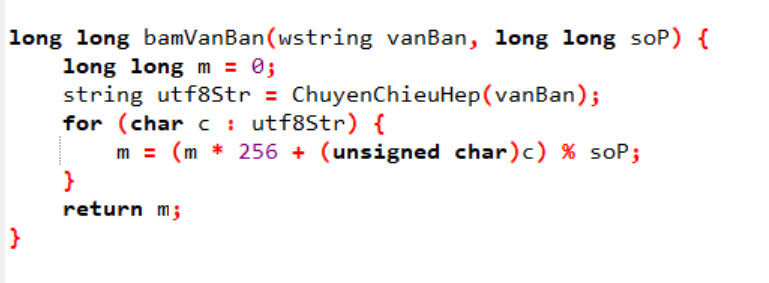 long long bamVanBan(wstring vanBan, long long soP) {
    long long m = 0;
    string utf8Str = ChuyenChieuHep(vanBan);
    for (char c : utf8Str) {
        m = (m * 256 + (unsigned char)c) % soP;
    }
    return m;
}